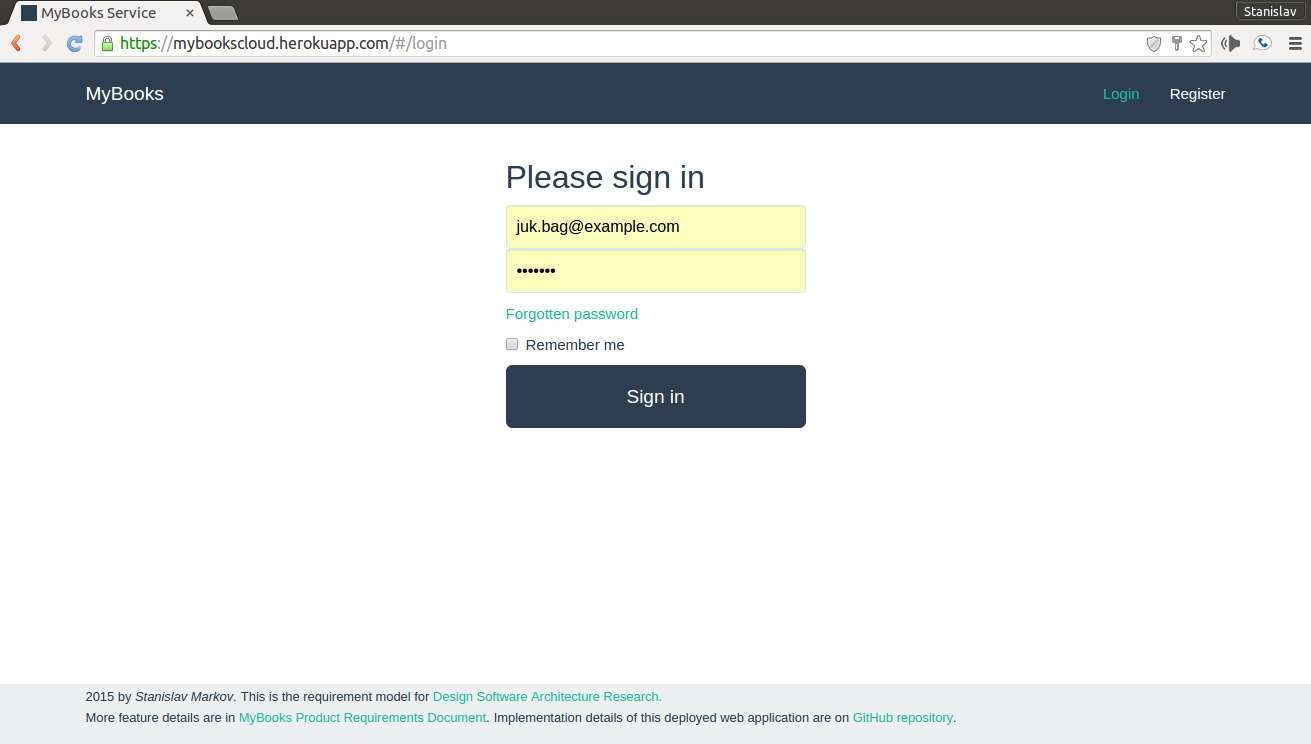 MyBooks Service
Stanislav
https://mybookscloud.herokuapp.com/#/login
MyBooks
Login
Register
Please sign in
juk.bag@example.com
•••••••
Forgotten password
Remember me
Sign in
2015 by Stanislav Markov. This is the requirement model for Design Software Architecture Research.
More feature details are in MyBooks Product Requirements Document. Implementation details of this deployed web application are on GitHub repository.